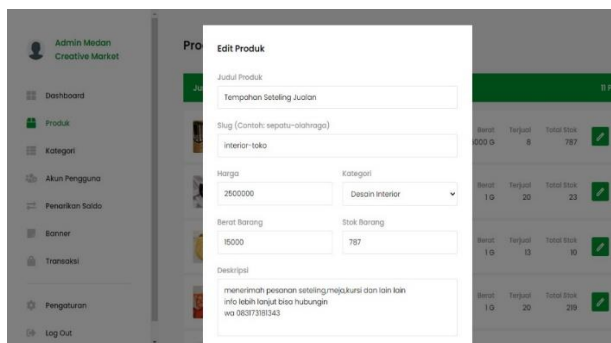 Admin Medan
Creative Market
Dashboard
Produk
Kategori
Akun Pengguna
Penarikan Saldo
Banner
Transaksi
Pengaturan
Log Out
Pro
Ju
11 P
Edit Produk
Judul Produk
Tempahan Seteling Jualan
Slug (Contoh: sepatu-olahraga)
interior-toko
Harga
Kategori
2500000
Desain Interior
Berat Barang
Stok Barang
15000
787
Deskripsi
menerimah pesanan seteling,meja,kursi dan lain lain
info lebih lanjut bisa hubungin
wa 083173181343
Berat Terjual Total Stok
5000 G 8 787
Berat Terjual Total Stok
1 G 20 23
Berat Terjual Total Stok
1 G 13 10
Berat Terjual Total Stok
1 G 20 219